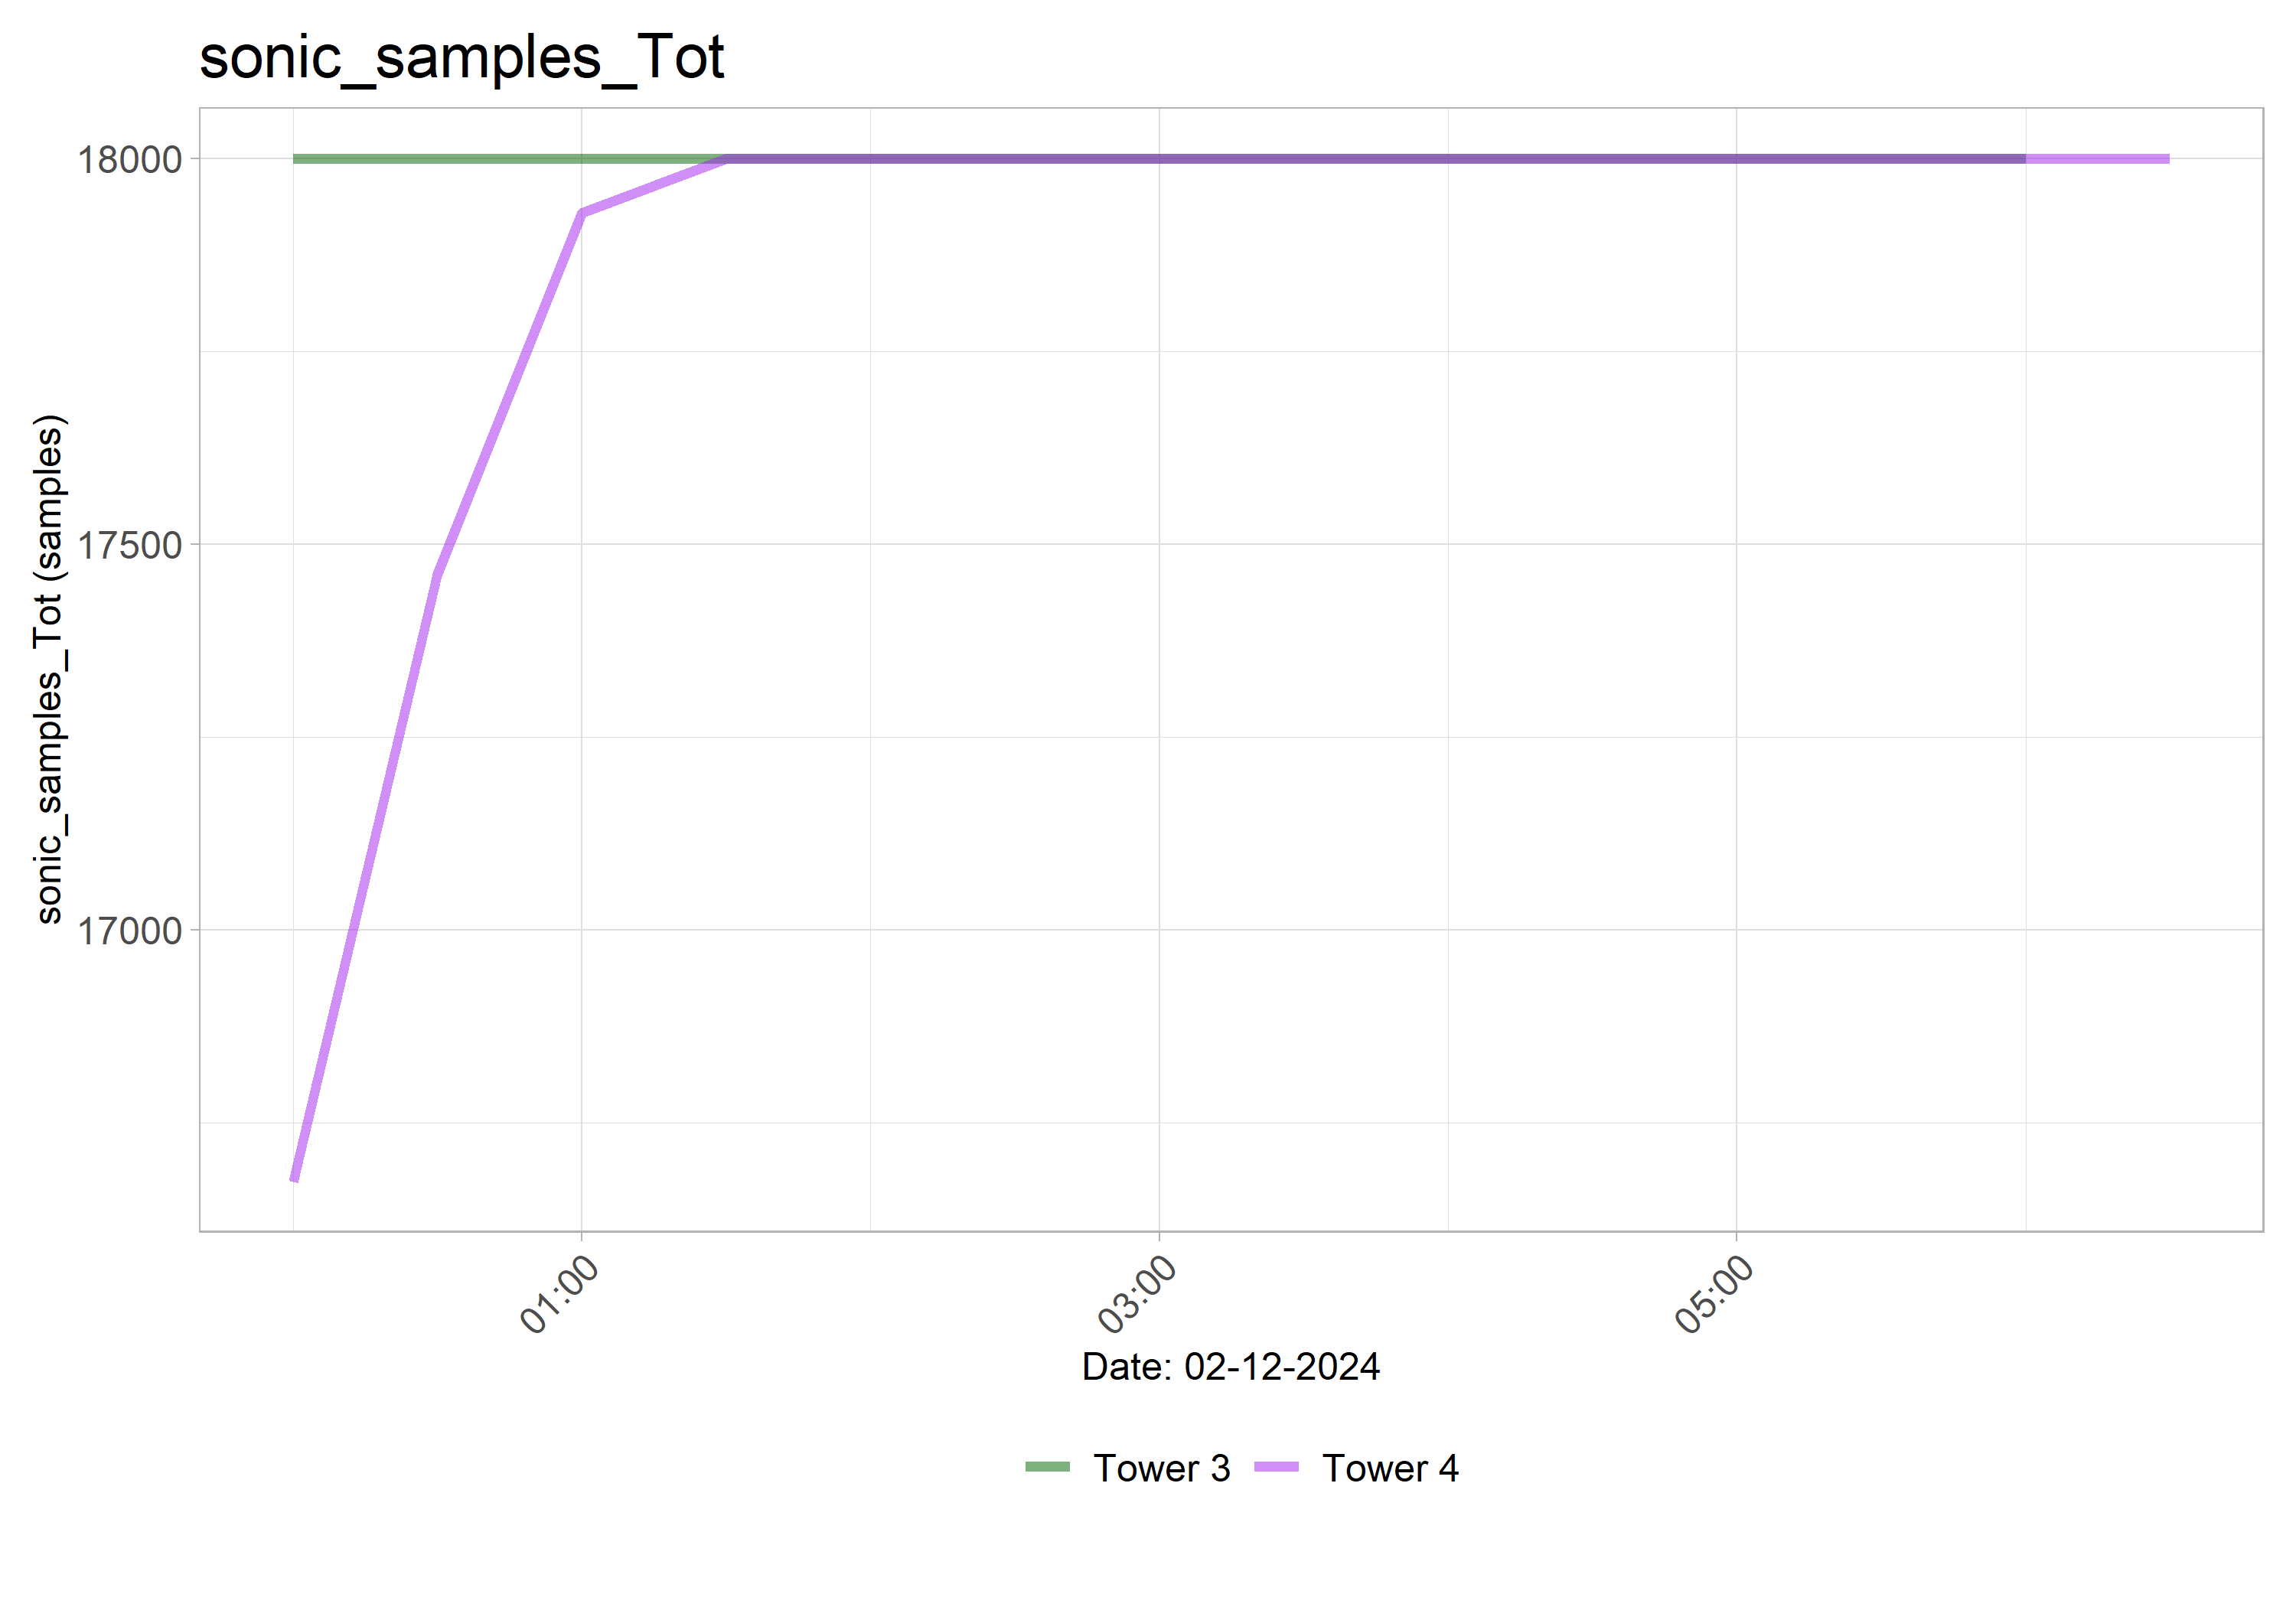 sonic_samples_Tot
sonic_samples_Tot (samples)
18000
17500
17000
01:00
03:00
05:00
Date: 02-12-2024
Tower 3
Tower 4